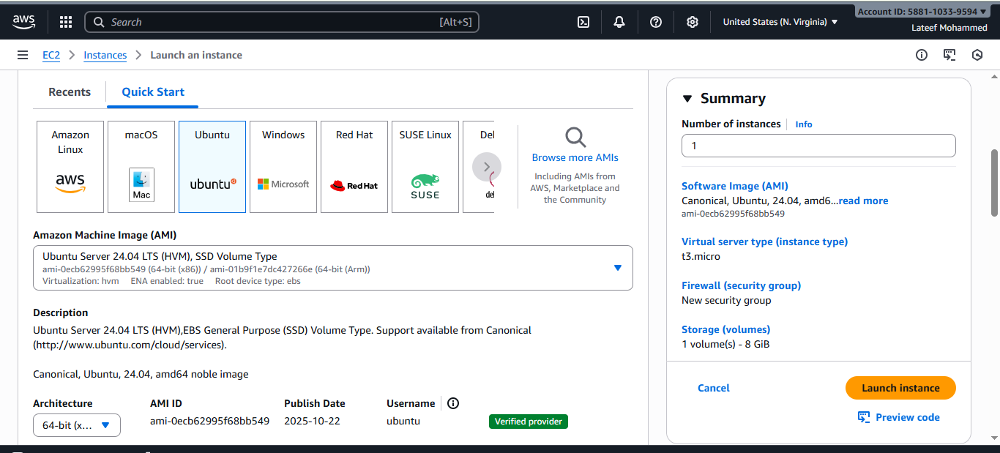 aws
Search
[Alt+S]
United States (N. Virginia)
Account ID: 5881-1033-9594
Lateef Mohammed
EC2
Instances
Launch an instance
Recents
Quick Start
Amazon
Linux
aws
macOS
Mac
Ubuntu
ubuntu
Windows
Microsoft
Red Hat
Red Hat
SUSE Linux
SUSE
Browse more AMIs
Including AMIs from
AWS, Marketplace and
the Community
Amazon Machine Image (AMI)
Ubuntu Server 24.04 LTS (HVM), SSD Volume Type
ami-0ecb62995f68bb549 (64-bit (x86)) / ami-01b9f1e7dc427266e (64-bit (Arm))
Virtualization: hvm ENA enabled: true Root device type: ebs
Description
Ubuntu Server 24.04 LTS (HVM),EBS General Purpose (SSD) Volume Type. Support available from Canonical
(http://www.ubuntu.com/cloud/services).
Canonical, Ubuntu, 24.04, amd64 noble image
Architecture
64-bit (x...
AMI ID
ami-0ecb62995f68bb549
Publish Date
2025-10-22
Username
ubuntu
Verified provider
Summary
Number of instances
Info
1
Software Image (AMI)
Canonical, Ubuntu, 24.04, amd6...read more
ami-0ecb62995f68bb549
Virtual server type (instance type)
t3.micro
Firewall (security group)
New security group
Storage (volumes)
1 volume(s) - 8 GiB
Cancel
Launch instance
Preview code